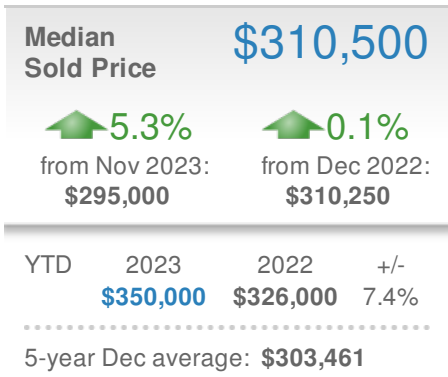 Median $310,500
Sold Price
5.3% 0.1%
from Nov 2023: from Dec 2022:
$295,000 $310,250
YTD 2023 2022 +/-
$350,000 $326,000 7.4%
5-year Dec average: $303,461